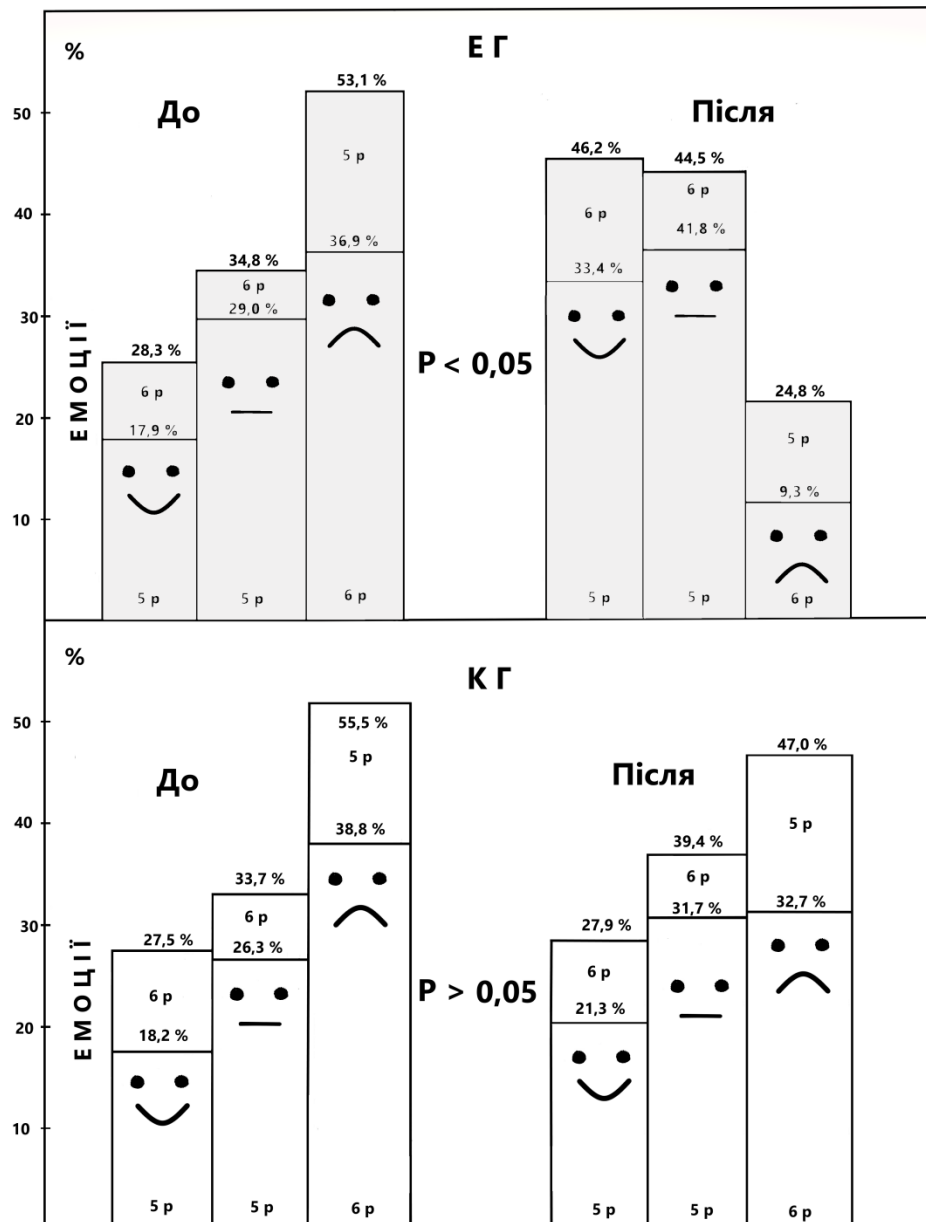 Е Г
%
До
Після
53,1 %
50
5 р
46,2 %
44,5 %
6 р
40
6 р
41,8 %
36,9 %
34,8 %
33,4 %
6 р
29,0 %
30
28,3 %
Р < 0,05
ЕМОЦІЇ
6 р
24,8 %
20
17,9 %
5 р
9,3 %
10
5 р
5 р
6 р
5 р
5 р
6 р
%
К Г
50
55,5 %
5 р
47,0 %
До
Після
40
38,8 %
5 р
39,4 %
33,7 %
6 р
6 р
31,7 %
32,7 %
30
27,5 %
26,3 %
27,9 %
ЕМОЦІЇ
6 р
Р > 0,05
6 р
20
18,2 %
21,3 %
10
5 р
5 р
6 р
5 р
5 р
6 р